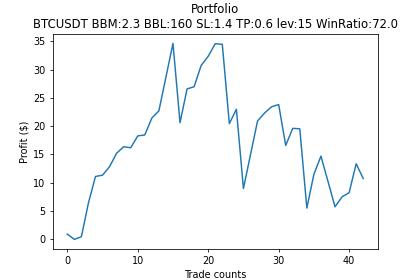 Portfolio
BTCUSDT BBM:2.3 BBL:160 SL:1.4 TP:0.6 lev:15 WinRatio:72.0
35
30
25
20
15
10
5
0
Profit ($)
0 10 20 30 40
Trade counts